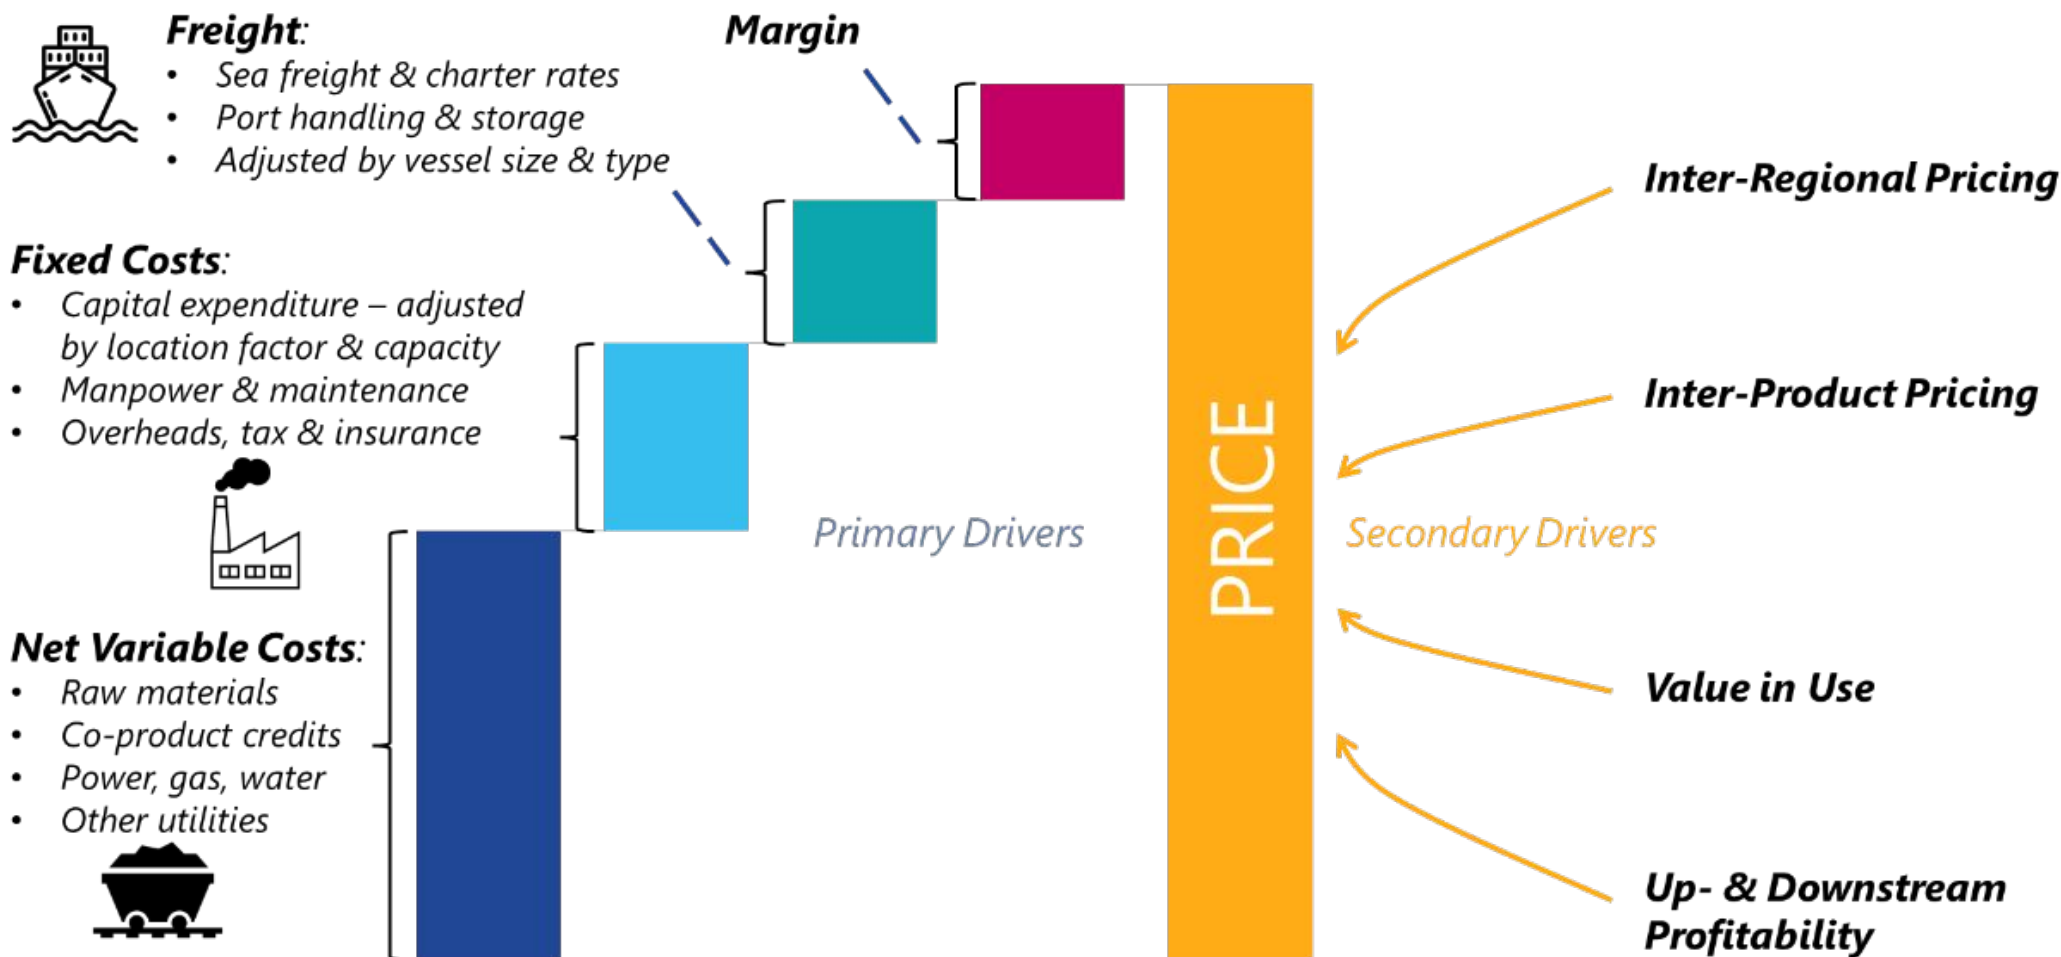 Freight:
• Sea freight & charter rates
• Port handling & storage
• Adjusted by vessel size & type
Margin
Fixed Costs:
• Capital expenditure – adjusted
by location factor & capacity
• Manpower & maintenance
• Overheads, tax & insurance
Net Variable Costs:
• Raw materials
• Co-product credits
• Power, gas, water
• Other utilities
Primary Drivers
PRICE
Secondary Drivers
Inter-Regional Pricing
Inter-Product Pricing
Value in Use
Up- & Downstream
Profitability